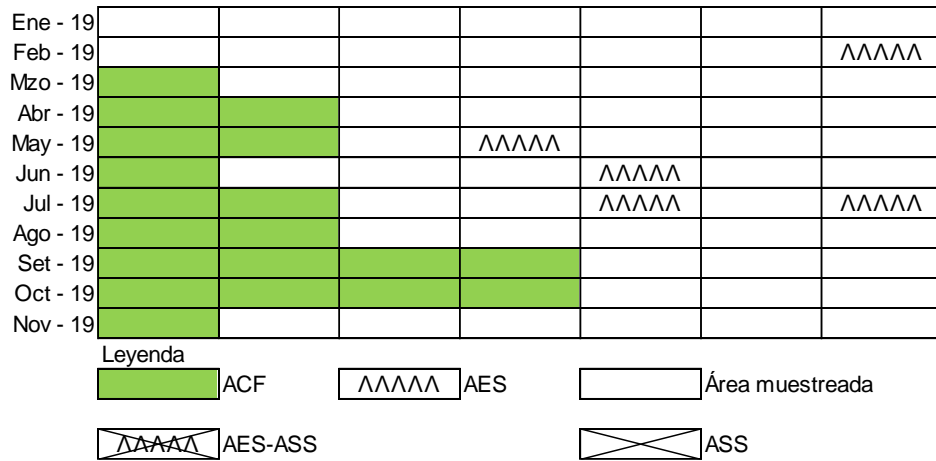 Ene - 19
Feb - 19 ΛΛΛΛΛ
Mzo - 19
Abr - 19
May - 19 ΛΛΛΛΛ
Jun - 19 ΛΛΛΛΛ
Jul - 19 ΛΛΛΛΛ ΛΛΛΛΛ
Ago - 19
Set - 19
Oct - 19
Nov - 19
Leyenda
ACF ΛΛΛΛΛ AES Área muestreada
ΛΛΛΛΛ AES-ASS ASS